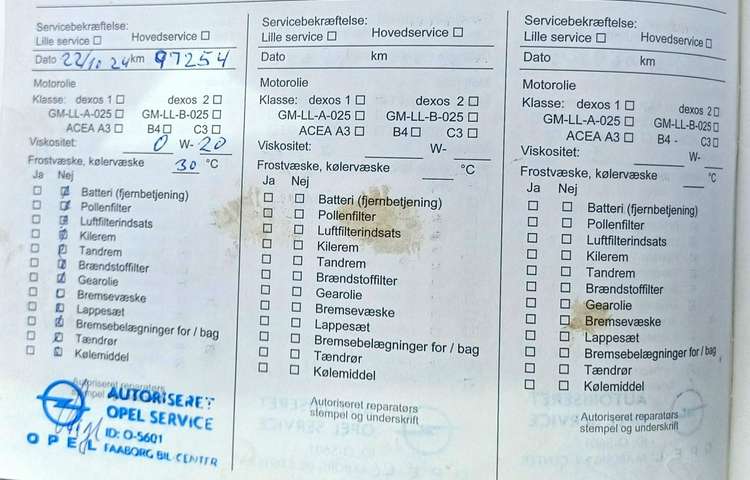 Servicebekræftelse:
Lille service ☐ Hovedservice ☐
Dato 22/10 24 km 97254
Motorolie
Klasse: dexos 1 ☐ dexos 2 ☐
GM-LL-A-025 ☐ GM-LL-B-025 ☐
ACEA A3 ☐ B4 ☐ C3 ☐
Viskositet: 0 W- 20
Frostvæske, kølervæske 30 °C
Ja Nej
Batteri (fjernbetjening)
Pollenfilter
Luftfilterindsats
Kilerem
Tandrem
Brændstoffilter
Gearolie
Bremsevæske
Lappesæt
Bremsebelægninger for / bag
Tændrør
Kølemiddel
Autoriseret reparatørs
AUTORISERET
OPEL SERVICE
ID: O-5601
OPEL FAABORG BIL-CENTER
Servicebekræftelse:
Lille service ☐ Hovedservice ☐
Dato km
Motorolie
Klasse: dexos 1 ☐ dexos 2 ☐
GM-LL-A-025 ☐ GM-LL-B-025 ☐
ACEA A3 ☐ B4 ☐ C3 ☐
Viskositet: W-
Frostvæske, kølervæske °C
Ja Nej
Batteri (fjernbetjening)
Pollenfilter
Luftfilterindsats
Kilerem
Tandrem
Brændstoffilter
Gearolie
Bremsevæske
Lappesæt
Bremsebelægninger for / bag
Tændrør
Kølemiddel
Autoriseret reparatørs
stempel og underskrift
Servicebekræftelse:
Lille service ☐ Hovedservice ☐
Dato km
Motorolie
Klasse: dexos 1 ☐ dexos 2 ☐
GM-LL-A-025 ☐ GM-LL-B-025 ☐
ACEA A3 ☐ B4 - C3 ☐
Viskositet: W-
Frostvæske, kølervæske °C
Ja Nej
Batteri (fjernbetjening)
Pollenfilter
Luftfilterindsats
Kilerem
Tandrem
Brændstoffilter
Gearolie
Bremsevæske
Lappesæt
Bremsebelægninger for / bag
Tændrør
Kølemiddel
Autoriseret reparatørs
stempel og underskrift